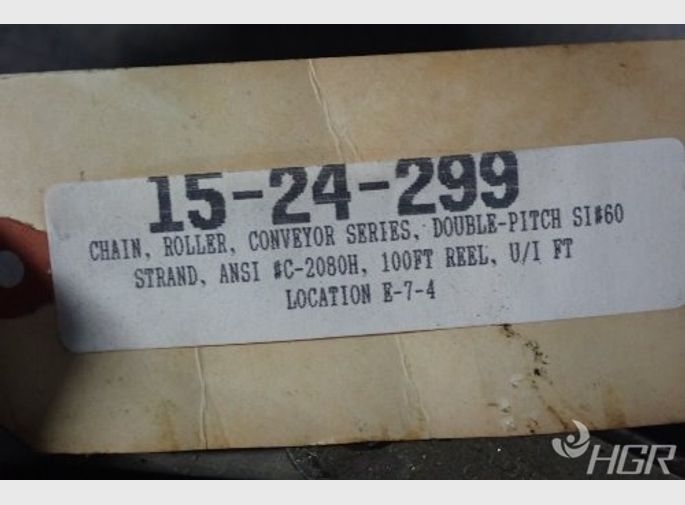 15-24-299
CHAIN, ROLLER, CONVEYOR SERIES, DOUBLE-PITCH SI#60
STRAND, ANSI #C-2080H, 100FT REEL, U/I FT
LOCATION E-7-4
HGR